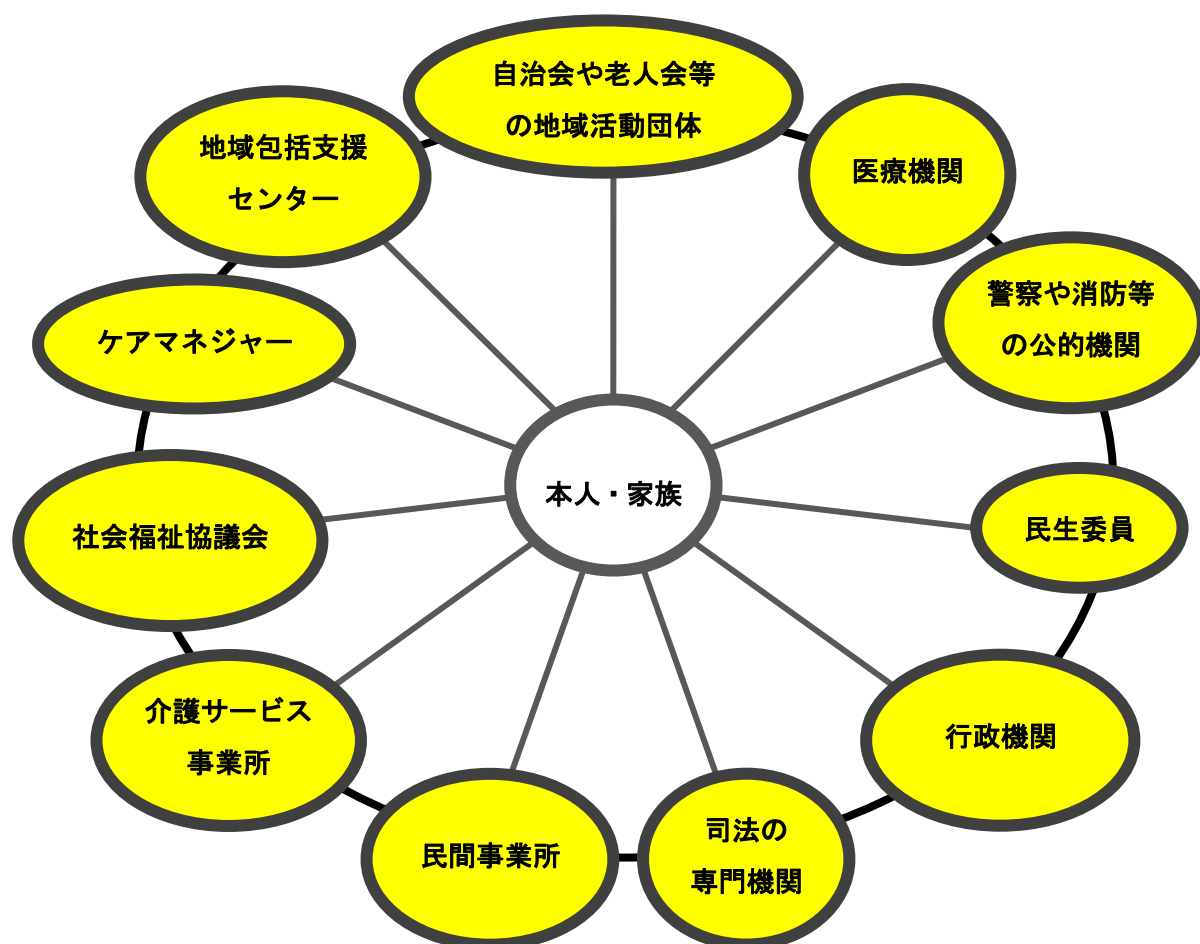 自治会や老人会等
の地域活動団体
医療機関
警察や消防等
の公的機関
民生委員
行政機関
司法の
専門機関
民間事業所
介護サービス
事業所
社会福祉協議会
ケアマネジャー
地域包括支援
センター
本人・家族